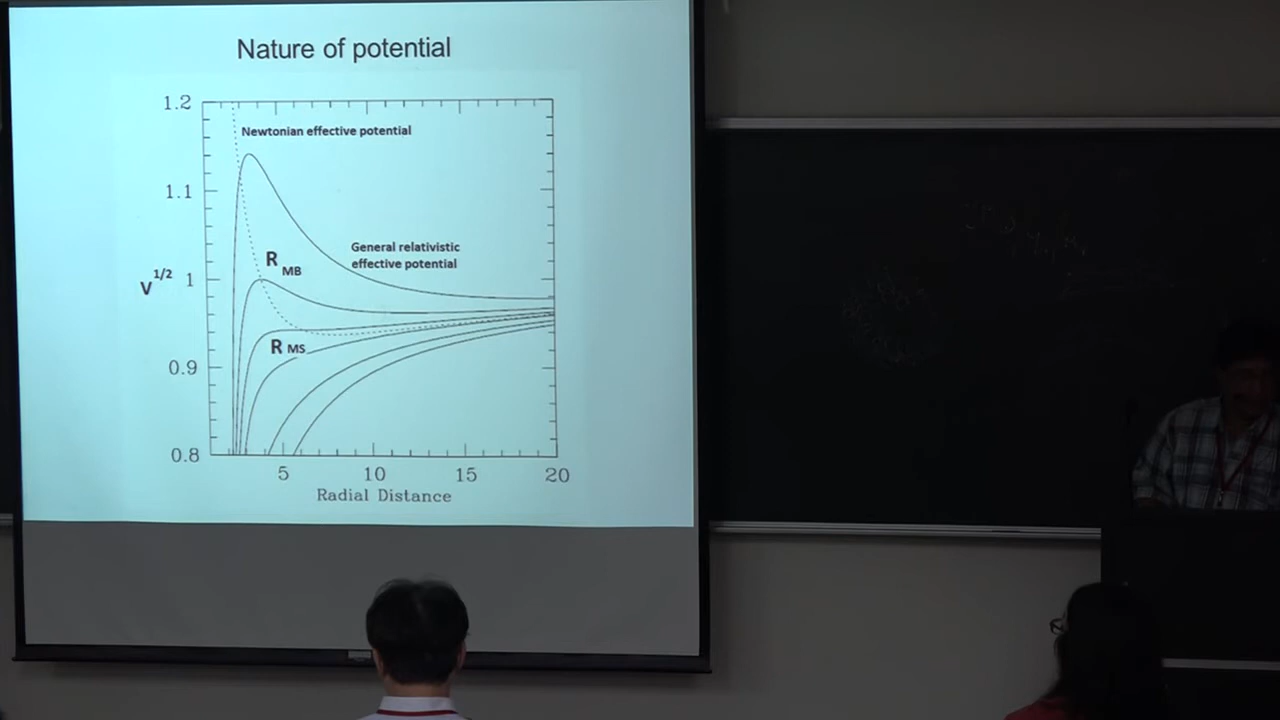 Nature of potential
1.2
Newtonian effective potential
1.1
General relativistic
effective potential
R MB
V 1/2
1
R MS
0.9
0.8
5 10 15 20
Radial Distance